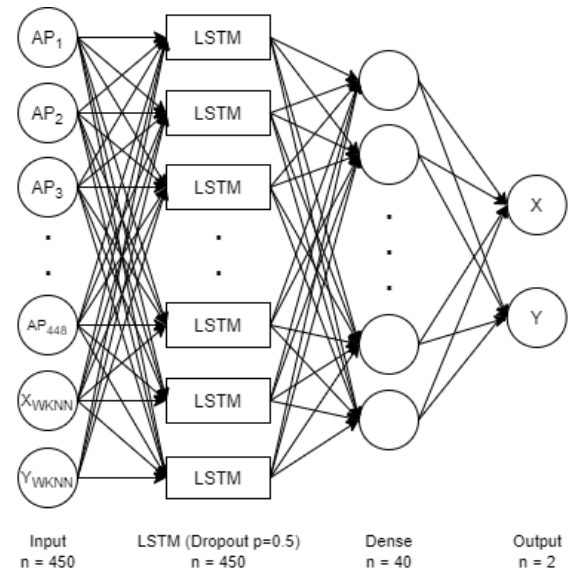 AP1
AP2
AP3
AP448
XWKNN
YWKNN
LSTM
LSTM
LSTM
LSTM
LSTM
LSTM
X
Y
Input
n = 450
LSTM (Dropout p=0.5)
n = 450
Dense
n = 40
Output
n = 2